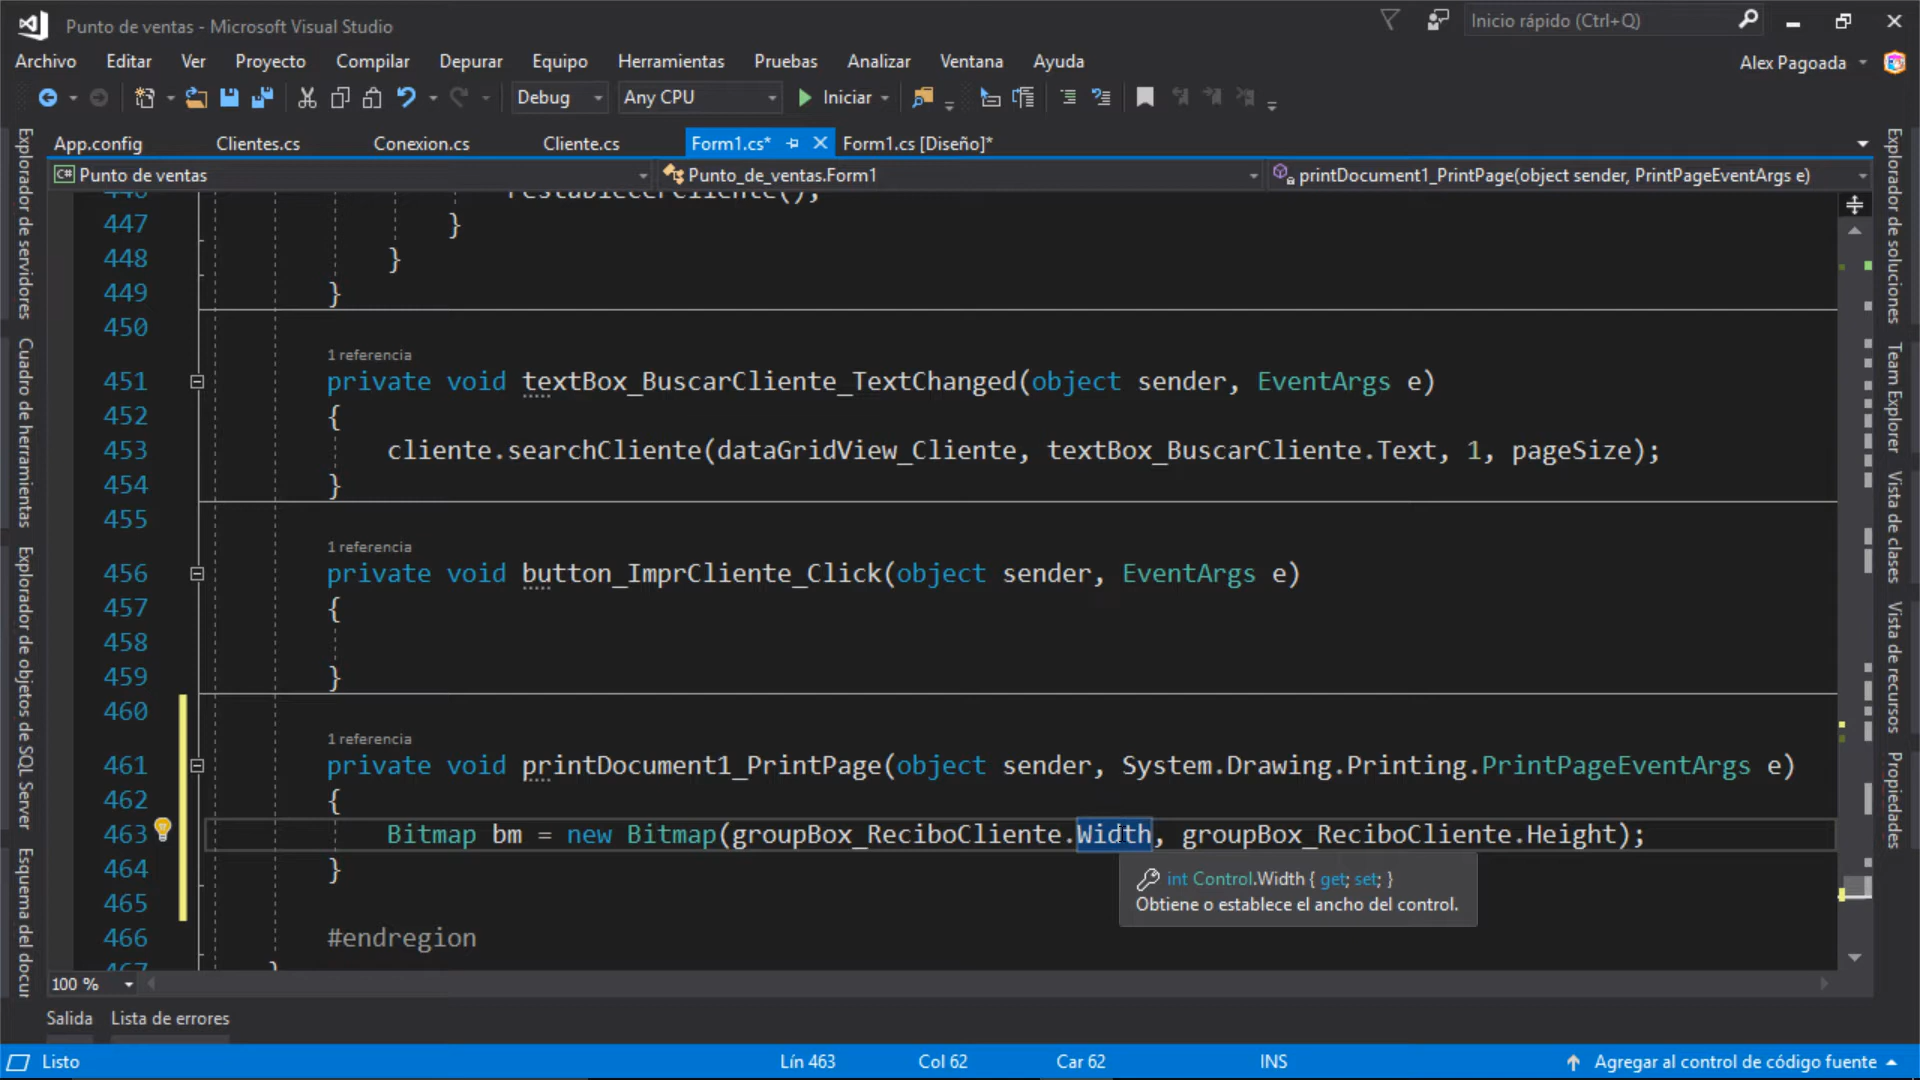 Punto de ventas - Microsoft Visual Studio
Inicio rápido (Ctrl+Q)
Archivo Editar Ver Proyecto Compilar Depurar Equipo Herramientas Pruebas Analizar Ventana Ayuda
Alex Pagoada
Debug Any CPU Iniciar
App.config Clientes.cs Conexion.cs Cliente.cs Form1.cs* Form1.cs [Diseño]*
C# Punto de ventas Punto_de_ventas.Form1 printDocument1_PrintPage(object sender, PrintPageEventArgs e)
446 restablecerCliente();
447 }
448 }
449 }
450
1 referencia
451 private void textBox_BuscarCliente_TextChanged(object sender, EventArgs e)
452 {
453 cliente.searchCliente(dataGridView_Cliente, textBox_BuscarCliente.Text, 1, pageSize);
454 }
455
1 referencia
456 private void button_ImprCliente_Click(object sender, EventArgs e)
457 {
458
459 }
460
1 referencia
461 private void printDocument1_PrintPage(object sender, System.Drawing.Printing.PrintPageEventArgs e)
462 {
463 Bitmap bm = new Bitmap(groupBox_ReciboCliente.Width, groupBox_ReciboCliente.Height);
464 }
int Control.Width { get; set; }
Obtiene o establece el ancho del control.
465
466 #endregion
467 }
100 %
Salida Lista de errores
Listo Lín 463 Col 62 Car 62 INS Agregar al control de código fuente
Explorador de servidores
Cuadro de herramientas
Explorador de objetos de SQL Server
Esquema del docum
Explorador de soluciones
Team Explorer
Vista de clases
Vista de recursos
Propiedades